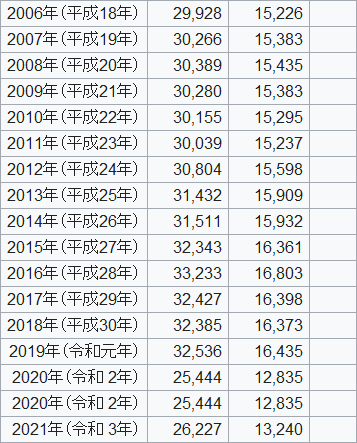 2006年(平成18年) 29,928 15,226
2007年(平成19年) 30,266 15,383
2008年(平成20年) 30,389 15,435
2009年(平成21年) 30,280 15,383
2010年(平成22年) 30,155 15,295
2011年(平成23年) 30,039 15,237
2012年(平成24年) 30,804 15,598
2013年(平成25年) 31,432 15,909
2014年(平成26年) 31,511 15,932
2015年(平成27年) 32,343 16,361
2016年(平成28年) 33,233 16,803
2017年(平成29年) 32,427 16,398
2018年(平成30年) 32,385 16,373
2019年(令和元年) 32,536 16,435
2020年(令和 2年) 25,444 12,835
2020年(令和 2年) 25,444 12,835
2021年(令和 3年) 26,227 13,240